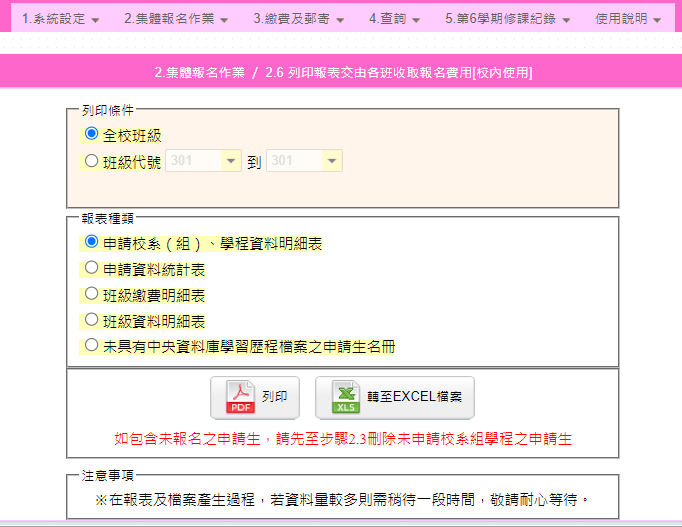 1.系統設定 2.集體報名作業 3.繳費及郵寄 4.查詢 5.第6學期修課紀錄 使用說明
2.集體報名作業 / 2.6 列印報表交由各班收取報名費用[校內使用]
列印條件
全校班級
班級代號 301 到 301
報表種類
申請校系（組）、學程資料明細表
申請資料統計表
班級繳費明細表
班級資料明細表
未具有中央資料庫學習歷程檔案之申請生名冊
PDF 列印 XLS 轉至EXCEL檔案
如包含未報名之申請生，請先至步驟2.3刪除未申請校系組學程之申請生
注意事項
※在報表及檔案產生過程，若資料量較多則需稍待一段時間，敬請耐心等待。